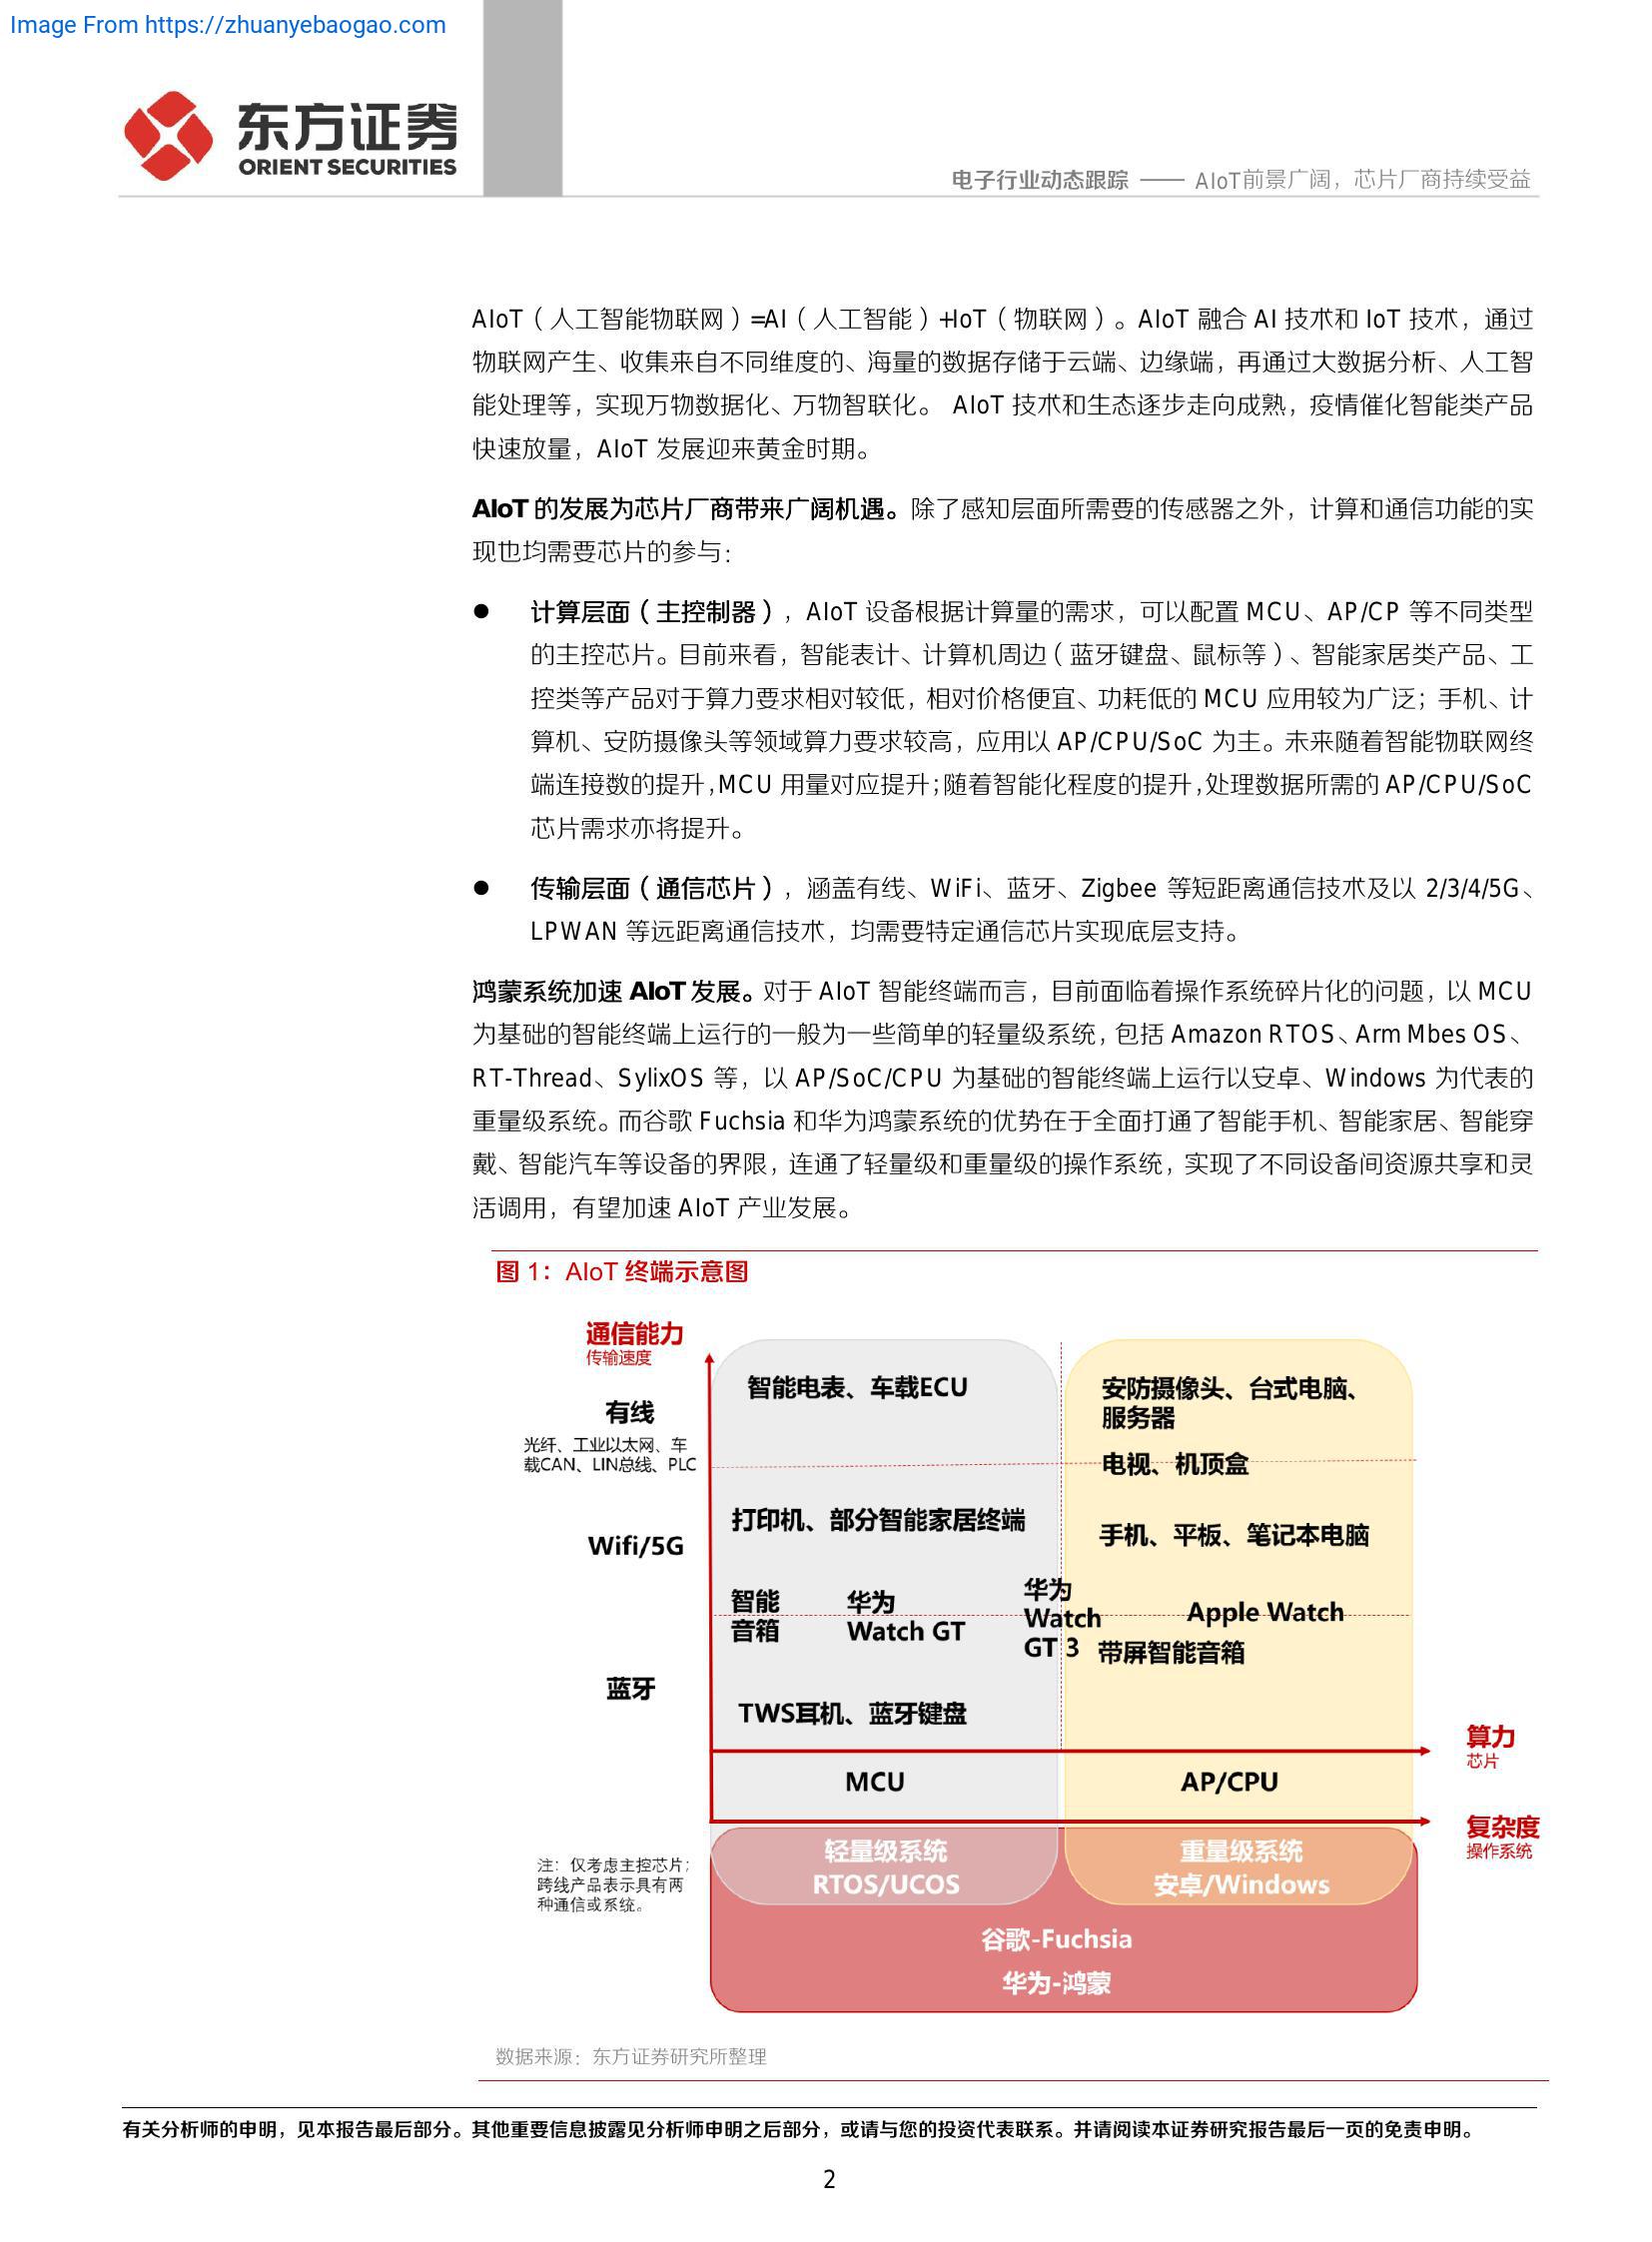 Image From https://zhuanyebaogao.com
东方证券
ORIENT SECURITIES
电子行业动态跟踪 —— AIoT前景广阔，芯片厂商持续受益
AIoT（人工智能物联网）=AI（人工智能）+IoT（物联网）。AIoT 融合 AI 技术和 IoT 技术，通过
物联网产生、收集来自不同维度的、海量的数据存储于云端、边缘端，再通过大数据分析、人工智
能处理等，实现万物数据化、万物智联化。 AIoT 技术和生态逐步走向成熟，疫情催化智能类产品
快速放量，AIoT 发展迎来黄金时期。
AIoT 的发展为芯片厂商带来广阔机遇。除了感知层面所需要的传感器之外，计算和通信功能的实
现也均需要芯片的参与：
● 计算层面（主控制器），AIoT 设备根据计算量的需求，可以配置 MCU、AP/CP 等不同类型
的主控芯片。目前来看，智能表计、计算机周边（蓝牙键盘、鼠标等）、智能家居类产品、工
控类等产品对于算力要求相对较低，相对价格便宜、功耗低的 MCU 应用较为广泛；手机、计
算机、安防摄像头等领域算力要求较高，应用以 AP/CPU/SoC 为主。未来随着智能物联网终
端连接数的提升，MCU 用量对应提升；随着智能化程度的提升，处理数据所需的 AP/CPU/SoC
芯片需求亦将提升。
● 传输层面（通信芯片），涵盖有线、WiFi、蓝牙、Zigbee 等短距离通信技术及以 2/3/4/5G、
LPWAN 等远距离通信技术，均需要特定通信芯片实现底层支持。
鸿蒙系统加速 AIoT 发展。对于 AIoT 智能终端而言，目前面临着操作系统碎片化的问题，以 MCU
为基础的智能终端上运行的一般为一些简单的轻量级系统，包括 Amazon RTOS、Arm Mbes OS、
RT-Thread、SylixOS 等，以 AP/SoC/CPU 为基础的智能终端上运行以安卓、Windows 为代表的
重量级系统。而谷歌 Fuchsia 和华为鸿蒙系统的优势在于全面打通了智能手机、智能家居、智能穿
戴、智能汽车等设备的界限，连通了轻量级和重量级的操作系统，实现了不同设备间资源共享和灵
活调用，有望加速 AIoT 产业发展。
图 1：AIoT 终端示意图
通信能力
传输速度
有线
光纤、工业以太网、车
载CAN、LIN总线、PLC
Wifi/5G
蓝牙
智能电表、车载ECU
安防摄像头、台式电脑、
服务器
电视、机顶盒
打印机、部分智能家居终端
手机、平板、笔记本电脑
智能
音箱
华为
Watch GT
华为
Watch
GT 3
Apple Watch
带屏智能音箱
TWS耳机、蓝牙键盘
算力
芯片
MCU
AP/CPU
复杂度
操作系统
轻量级系统
RTOS/UCOS
重量级系统
安卓/Windows
注：仅考虑主控芯片；
跨线产品表示具有两
种通信或系统。
谷歌-Fuchsia
华为-鸿蒙
数据来源：东方证券研究所整理
有关分析师的申明，见本报告最后部分。其他重要信息披露见分析师申明之后部分，或请与您的投资代表联系。并请阅读本证券研究报告最后一页的免责申明。
2